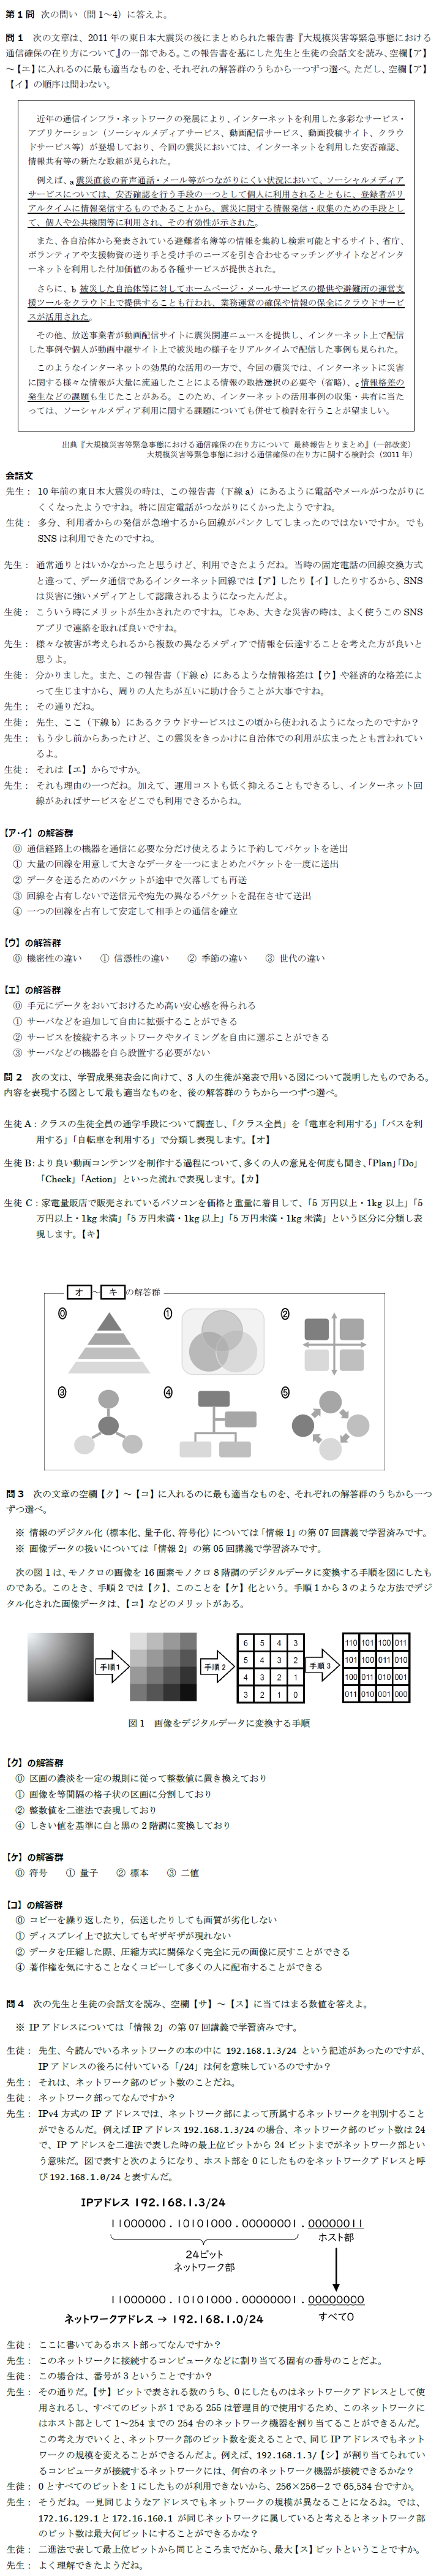 第1問 次の問い（問1～4）に答えよ。
問1 次の文章は、2011年の東日本大震災の後にまとめられた報告書『大規模災害等緊急事態における
通信確保の在り方について』の一部である。この報告書を基にした先生と生徒の会話文を読み、空欄【ア】
～【エ】に入れるのに最も適当なものを、それぞれの解答群のうちから一つずつ選べ。ただし、空欄【ア】
【イ】の順序は問わない。
近年の通信インフラ・ネットワークの発展により、インターネットを利用した多彩なサービス・
アプリケーション（ソーシャルメディアサービス、動画配信サービス、動画投稿サイト、クラウ
ドサービス等）が登場しており、今回の震災においては、インターネットを利用した安否確認、
情報共有等の新たな取組が見られた。
例えば、a 震災直後の音声通話・メール等がつながりにくい状況において、ソーシャルメディア
サービスについては、安否確認を行う手段の一つとして個人に利用されるとともに、登録者がリ
アルタイムに情報発信するものであることから、震災に関する情報発信・収集のための手段とし
て、個人や公共機関等に利用され、その有効性が示された。
また、各自治体から発表されている避難者名簿等の情報を集約し検索可能とするサイト、省庁、
ボランティアや支援物資の送り手と受け手のニーズを引き合わせるマッチングサイトなどインタ
ーネットを利用した付加価値のある各種サービスが提供された。
さらに、b 被災した自治体等に対してホームページ・メールサービスの提供や避難所の運営支
援ツールをクラウド上で提供することも行われ、業務運営の確保や情報の保全にクラウドサービ
スが活用された。
その他、放送事業者が動画配信サイトに震災関連ニュースを提供し、インターネット上で配信
した事例や個人が動画中継サイト上で被災地の様子をリアルタイムで配信した事例も見られた。
このようなインターネットの効果的な活用の一方で、今回の震災では、インターネットに災害
に関する様々な情報が大量に流通したことによる情報の取捨選択の必要や（省略）、c 情報格差の
発生などの課題も生じたことがある。このため、インターネットの活用事例の収集・共有に当た
っては、ソーシャルメディア利用に関する課題についても併せて検討を行うことが望ましい。
出典『大規模災害等緊急事態における通信確保の在り方について 最終報告とりまとめ』（一部改変）
大規模災害等緊急事態における通信確保の在り方に関する検討会（2011年）
会話文
先生： 10年前の東日本大震災の時は、この報告書（下線a）にあるように電話やメールがつながりに
くくなったようですね。特に固定電話がつながりにくかったようですね。
生徒： 多分、利用者からの発信が急増するから回線がパンクしてしまったのではないですか。でも
SNSは利用できたのですね。
先生： 通常通りとはいかなかったと思うけど、利用できたようだね。当時の固定電話の回線交換方式
と違って、データ通信であるインターネット回線では【ア】したり【イ】したりするから、SNS
は災害に強いメディアとして認識されるようになったんだよ。
生徒： こういう時にメリットが生かされたのですね。じゃあ、大きな災害の時は、よく使うこのSNS
アプリで連絡を取れば良いですね。
先生： 様々な被害が考えられるから複数の異なるメディアで情報を伝達することを考えた方が良いと
思うよ。
生徒： 分かりました。また、この報告書（下線c）にあるような情報格差は【ウ】や経済的な格差によ
って生じますから、周りの人たちが互いに助け合うことが大事ですね。
先生： その通りだね。
生徒： 先生、ここ（下線b）にあるクラウドサービスはこの頃から使われるようになったのですか？
先生： もう少し前からあったけど、この震災をきっかけに自治体での利用が広まったとも言われてい
るよ。
生徒： それは【エ】からですか。
先生： それも理由の一つだね。加えて、運用コストも低く抑えることもできるし、インターネット回
線があればサービスをどこでも利用できるからね。
【ア・イ】の解答群
⓪ 通信経路上の機器を通信に必要な分だけ使えるように予約してパケットを送出
① 大量の回線を用意して大きなデータを一つにまとめたパケットを一度に送出
② データを送るためのパケットが途中で欠落しても再送
③ 回線を占有しないで送信元や宛先の異なるパケットを混在させて送出
④ 一つの回線を占有して安定して相手との通信を確立
【ウ】の解答群
⓪ 機密性の違い ① 信憑性の違い ② 季節の違い ③ 世代の違い
【エ】の解答群
⓪ 手元にデータをおいておけるため高い安心感を得られる
① サーバなどを追加して自由に拡張することができる
② サービスを接続するネットワークやタイミングを自由に選ぶことができる
③ サーバなどの機器を自ら設置する必要がない
問2 次の文は、学習成果発表会に向けて、3人の生徒が発表で用いる図について説明したものである。
内容を表現する図として最も適当なものを、後の解答群のうちから一つずつ選べ。
生徒A：クラスの生徒全員の通学手段について調査し、「クラス全員」を「電車を利用する」「バスを利
用する」「自転車を利用する」で分類し表現します。【オ】
生徒B：より良い動画コンテンツを制作する過程について、多くの人の意見を何度も聞き、「Plan」「Do」
「Check」「Action」といった流れで表現します。【カ】
生徒C：家電量販店で販売されているパソコンを価格と重量に着目して、「5万円以上・1kg以上」「5
万円以上・1kg未満」「5万円未満・1kg以上」「5万円未満・1kg未満」という区分に分類し表
現します。【キ】
オ ～ キ の解答群
⓪ ① ②
③ ④ ⑤
問3 次の文章の空欄【ク】～【コ】に入れるのに最も適当なものを、それぞれの解答群のうちから一つ
ずつ選べ。
※ 情報のデジタル化（標本化、量子化、符号化）については「情報1」の第07回講義で学習済みです。
※ 画像データの扱いについては「情報2」の第05回講義で学習済みです。
次の図1は、モノクロの画像を16画素モノクロ8階調のデジタルデータに変換する手順を図にしたも
のである。このとき、手順2では【ク】、このことを【ケ】化という。手順1から3のような方法でデジ
タル化された画像データは、【コ】などのメリットがある。
手順1 手順2 手順3
6 5 4 3 110 101 100 011
5 4 3 2 101 100 011 010
4 3 2 1 100 011 010 001
3 2 1 0 011 010 001 000
図1 画像をデジタルデータに変換する手順
【ク】の解答群
⓪ 区画の濃淡を一定の規則に従って整数値に置き換えており
① 画像を等間隔の格子状の区画に分割しており
② 整数値を二進法で表現しており
④ しきい値を基準に白と黒の2階調に変換しており
【ケ】の解答群
⓪ 符号 ① 量子 ② 標本 ③ 二値
【コ】の解答群
⓪ コピーを繰り返したり，伝送したりしても画質が劣化しない
① ディスプレイ上で拡大してもギザギザが現れない
② データを圧縮した際、圧縮方式に関係なく完全に元の画像に戻すことができる
④ 著作権を気にすることなくコピーして多くの人に配布することができる
問4 次の先生と生徒の会話文を読み、空欄【サ】～【ス】に当てはまる数値を答えよ。
※ IPアドレスについては「情報2」の第07回講義で学習済みです。
生徒： 先生、今読んでいるネットワークの本の中に 192.168.1.3/24 という記述があったのですが、
IPアドレスの後ろに付いている「/24」は何を意味しているのですか？
先生： それは、ネットワーク部のビット数のことだね。
生徒： ネットワーク部ってなんですか？
先生： IPv4方式のIPアドレスでは、ネットワーク部によって所属するネットワークを判別すること
ができるんだ。例えばIPアドレス192.168.1.3/24の場合、ネットワーク部のビット数は24
で、IPアドレスを二進法で表した時の最上位ビットから24ビットまでがネットワーク部とい
う意味だ。図で表すと次のようになり、ホスト部を0にしたものをネットワークアドレスと呼
び192.168.1.0/24と表すんだ。
IPアドレス 192.168.1.3/24
11000000.10101000.00000001.00000011
24ビット
ネットワーク部
ホスト部
11000000.10101000.00000001.00000000
ネットワークアドレス → 192.168.1.0/24 すべて0
生徒： ここに書いてあるホスト部ってなんですか？
先生： このネットワークに接続するコンピュータなどに割り当てる固有の番号のことだよ。
生徒： この場合は、番号が3ということですか？
先生： その通りだ。【サ】ビットで表される数のうち、0にしたものはネットワークアドレスとして使
用されるし、すべてのビットが1である255は管理目的で使用するため、このネットワークに
はホスト部として1～254までの254台のネットワーク機器を割り当てることができるんだ。
この考え方でいくと、ネットワーク部のビット数を変えることで、同じIPアドレスでもネット
ワークの規模を変えることができるんだよ。例えば、192.168.1.3/【シ】が割り当てられている
コンピュータが接続するネットワークには、何台のネットワーク機器が接続できるかな？
生徒： 0とすべてのビットを1にしたものが利用できないから、256×256−2で65,534台ですか。
先生： そうだね。一見同じようなアドレスでもネットワークの規模が異なることになるね。では、
172.16.129.1と172.16.160.1が同じネットワークに属していると考えるとネットワーク部
のビット数は最大何ビットにすることができるかな？
生徒： 二進法で表して最上位ビットから同じところまでだから、最大【ス】ビットということですか。
先生： よく理解できたようだね。